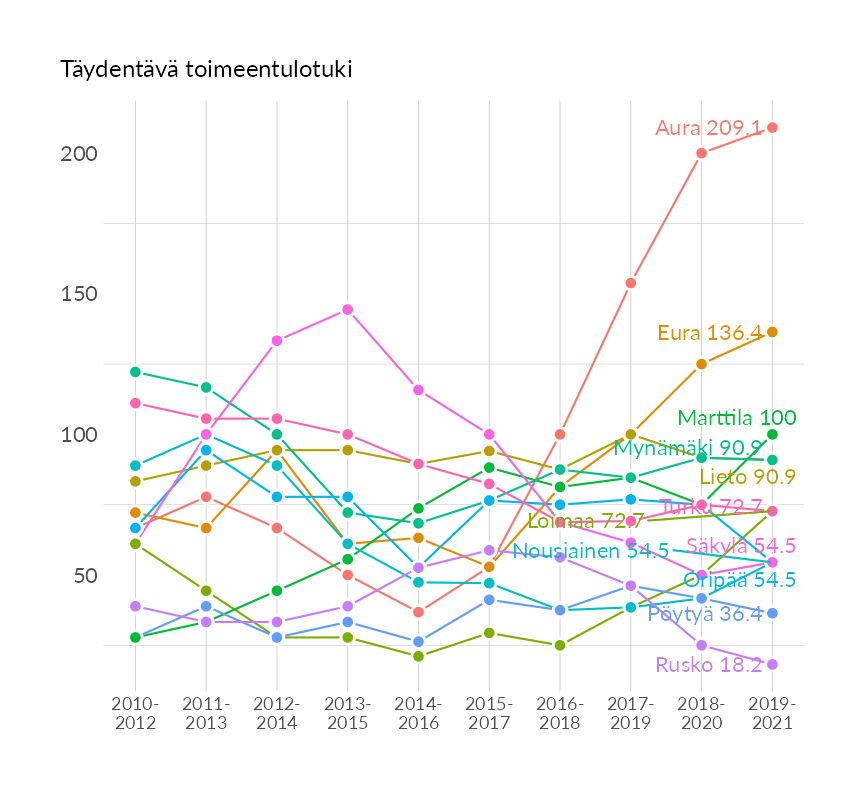 Täydentävä toimeentulotuki
Aura 209.1
200
Eura 136.4
150
Marttila 100
100
Mynämäki 90.9
Lieto 90.9
Turku 72.7
Loimaa 72.7
Säkylä 54.5
Nousiainen 54.5
50
Oripää 54.5
Pöytyä 36.4
Rusko 18.2
2010-
2012
2011-
2013
2012-
2014
2013-
2015
2014-
2016
2015-
2017
2016-
2018
2017-
2019
2018-
2020
2019-
2021